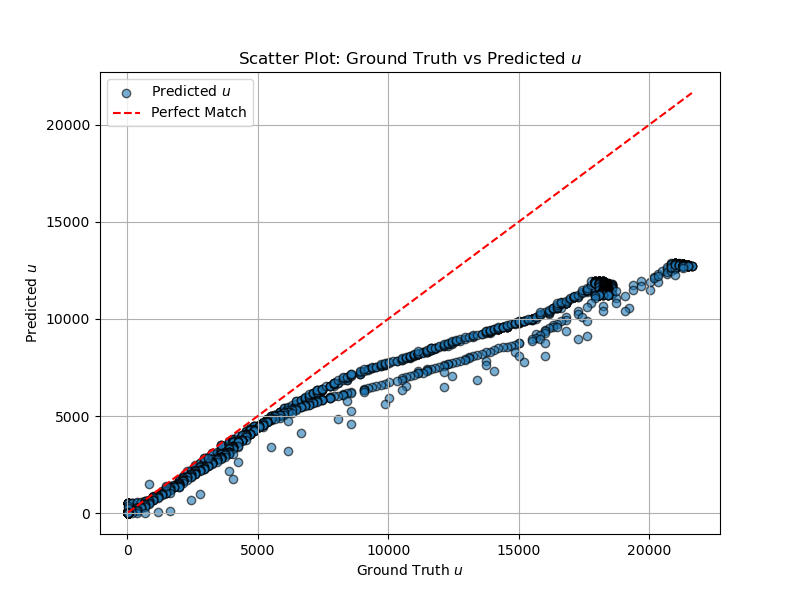 Scatter Plot: Ground Truth vs Predicted u
Predicted u
Perfect Match
20000
15000
10000
5000
0
Predicted u
0 5000 10000 15000 20000
Ground Truth u